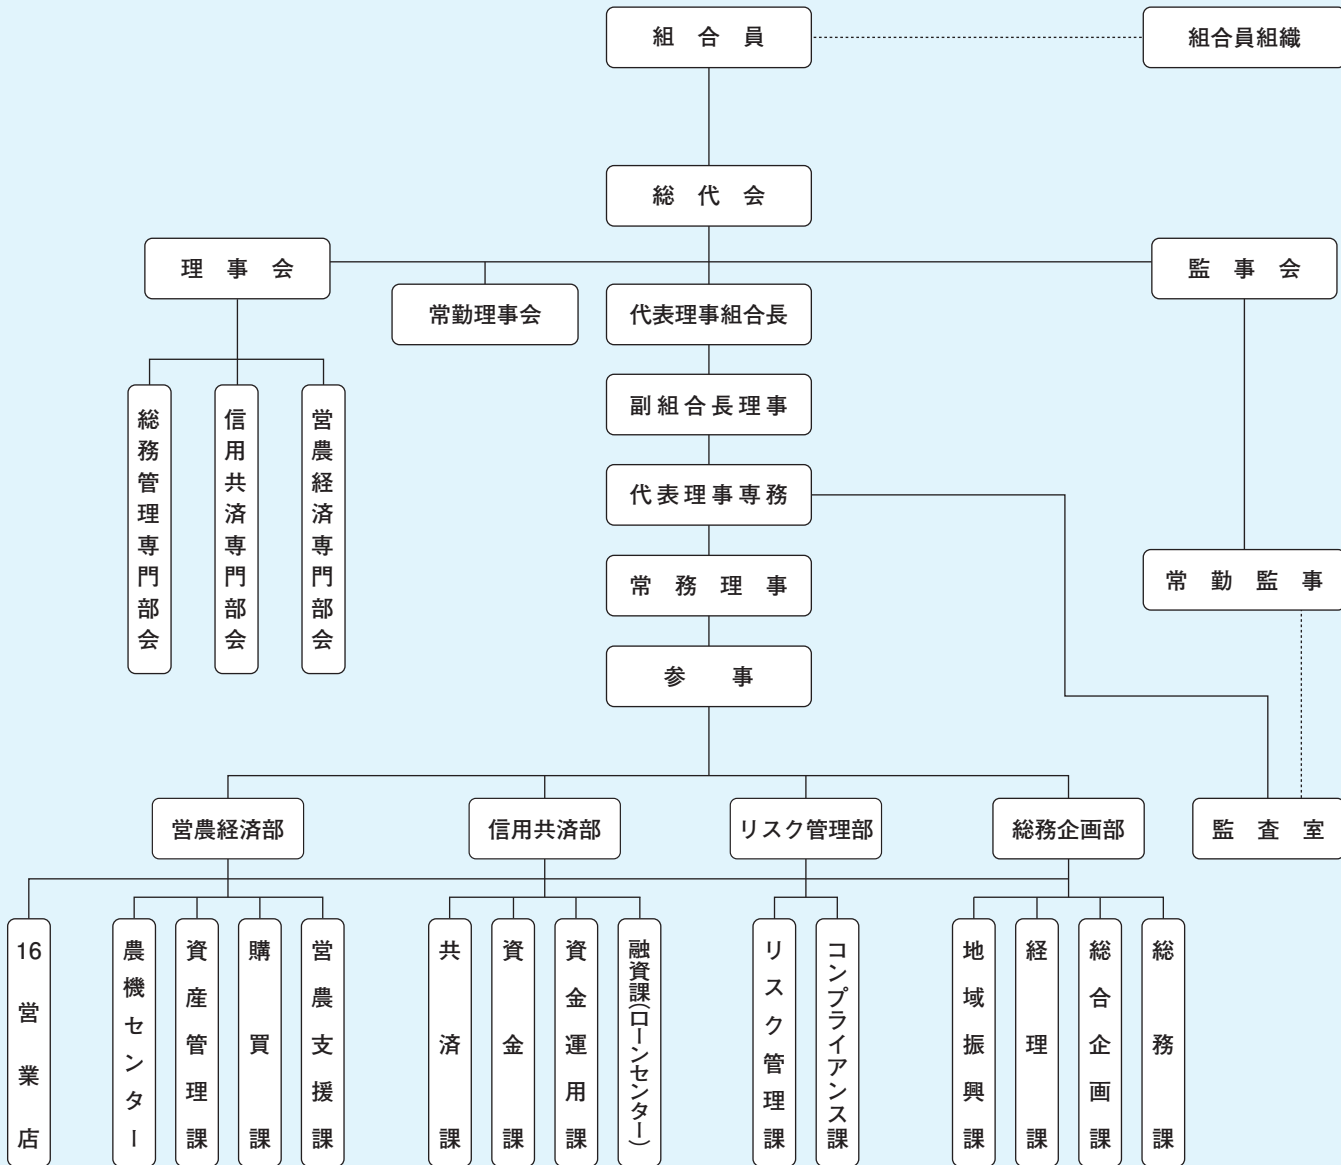 組合員
組合員組織
総代会
理事会
監事会
常勤理事会
代表理事組合長
副組合長理事
総務管理専門部会
信用共済専門部会
営農経済専門部会
代表理事専務
常務理事
常勤監事
参事
営農経済部
信用共済部
リスク管理部
総務企画部
監査室
16営業店
農機センター
資産管理課
購買課
営農支援課
共済課
資金課
資金運用課
融資課(ローンセンター)
リスク管理課
コンプライアンス課
地域振興課
経理課
総合企画課
総務課